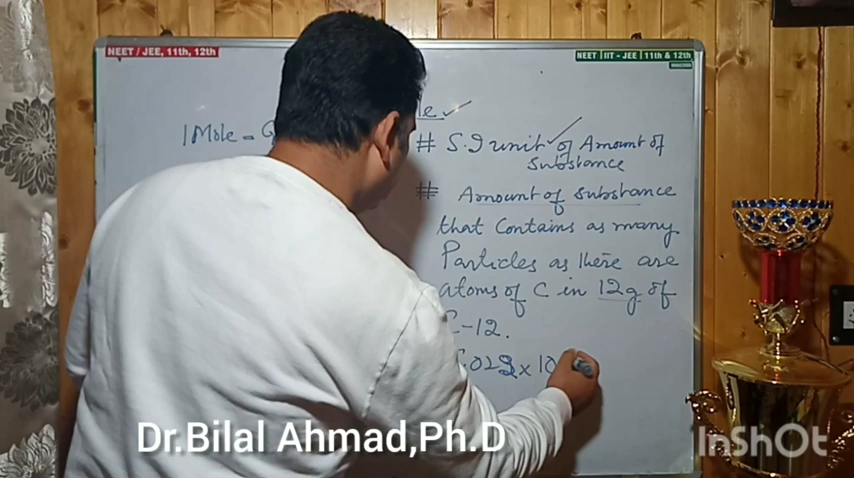 NEET / JEE, 11th, 12th
NEET | IIT - JEE | 11th & 12th
1 Mole =
# S.I unit of Amount of
Substance
# Amount of substance
that Contains as many
Particles as there are
atoms of C in 12g of
C-12.
.022 x 10
Dr.Bilal Ahmad,Ph.D
InShOt